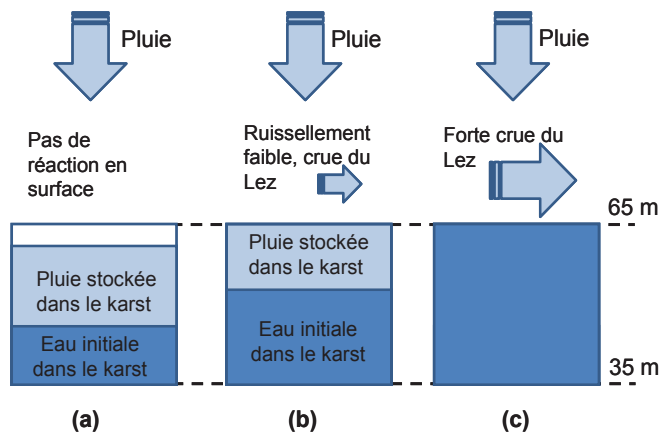 Pluie
Pluie
Pluie
Pas de
réaction en
surface
Ruissellement
faible, crue du
Lez
Forte crue du
Lez
65 m
Pluie stockée
dans le karst
Eau initiale
dans le karst
Pluie stockée
dans le karst
Eau initiale
dans le karst
35 m
(a)
(b)
(c)